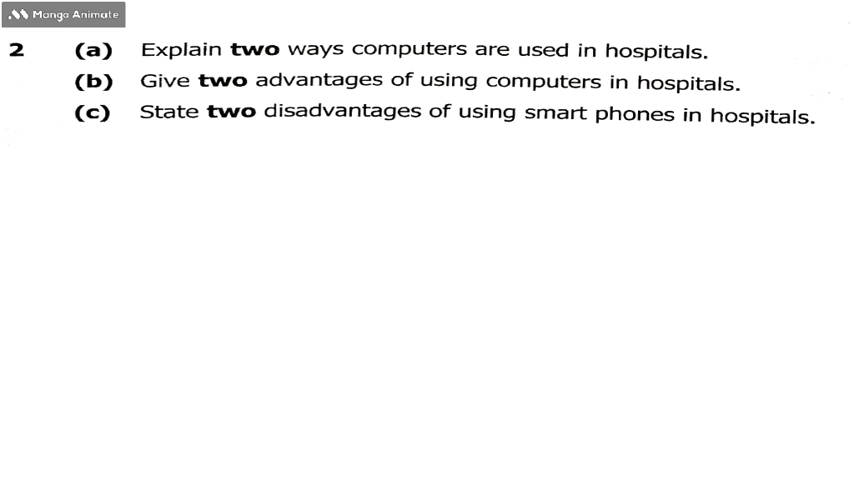 Manga Animate
2 (a) Explain two ways computers are used in hospitals.
(b) Give two advantages of using computers in hospitals.
(c) State two disadvantages of using smart phones in hospitals.